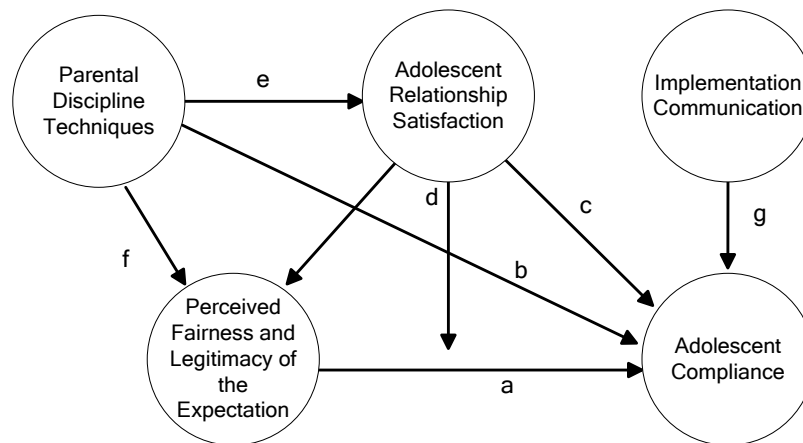 Parental
Discipline
Techniques
e
Adolescent
Relationship
Satisfaction
Implementation
Communication
f
d
c
b
g
Perceived
Fairness and
Legitimacy of
the
Expectation
a
Adolescent
Compliance